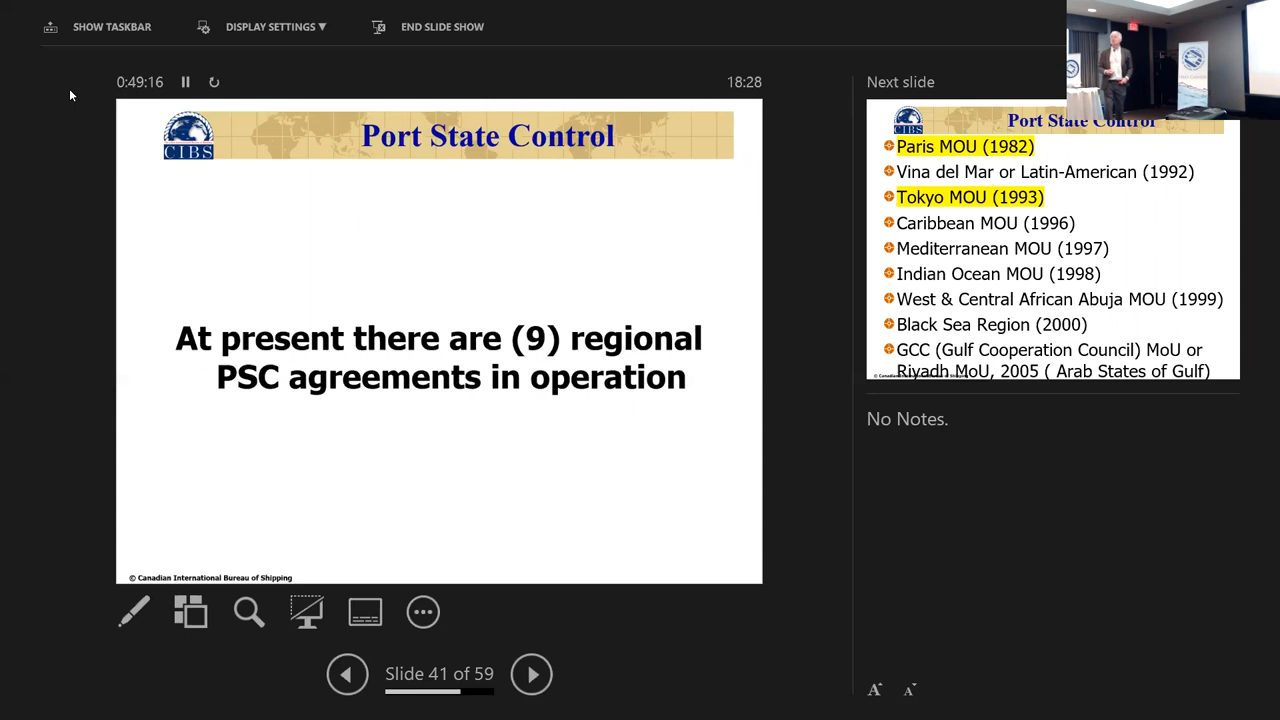 SHOW TASKBAR
DISPLAY SETTINGS ▼
END SLIDE SHOW
0:49:16
18:28
Next slide
CIBS
Port State Control
At present there are (9) regional
PSC agreements in operation
© Canadian International Bureau of Shipping
CIBS
Port State Control
Paris MOU (1982)
Vina del Mar or Latin-American (1992)
Tokyo MOU (1993)
Caribbean MOU (1996)
Mediterranean MOU (1997)
Indian Ocean MOU (1998)
West & Central African Abuja MOU (1999)
Black Sea Region (2000)
GCC (Gulf Cooperation Council) MoU or
Riyadh MoU, 2005 ( Arab States of Gulf)
No Notes.
Slide 41 of 59
A A